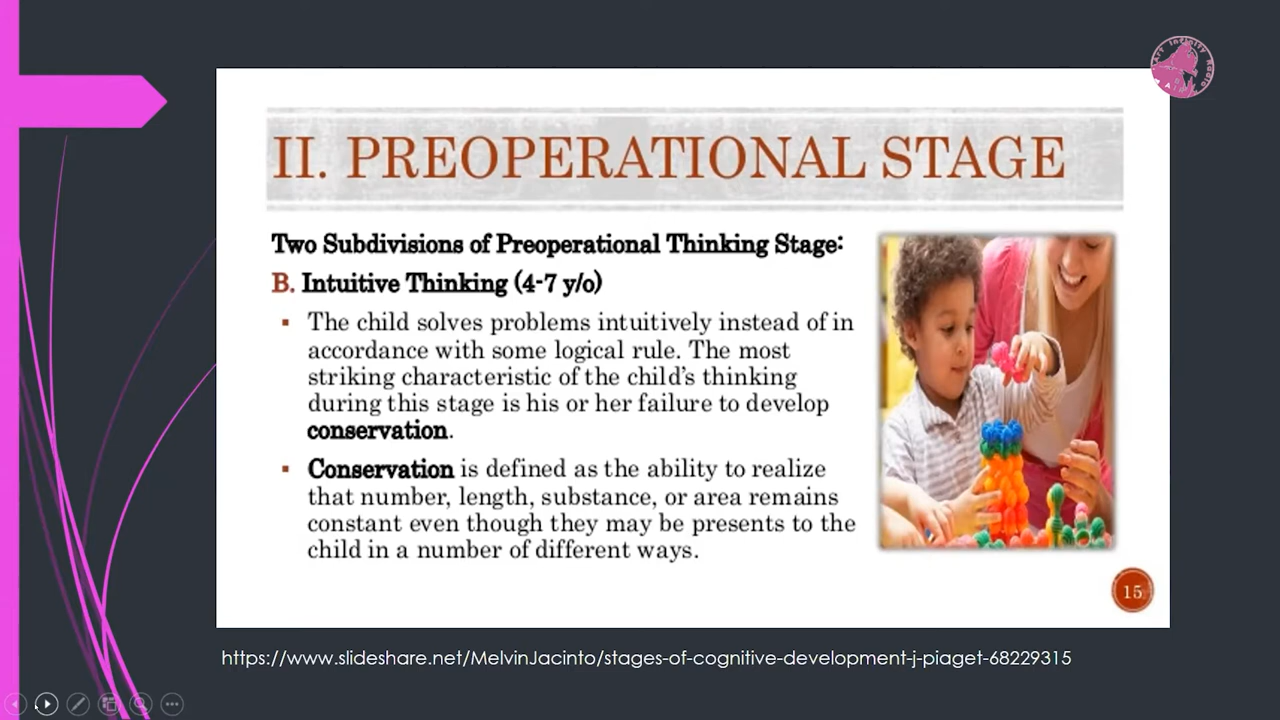 II. PREOPERATIONAL STAGE
Two Subdivisions of Preoperational Thinking Stage:
B. Intuitive Thinking (4-7 y/o)
▪ The child solves problems intuitively instead of in
accordance with some logical rule. The most
striking characteristic of the child's thinking
during this stage is his or her failure to develop
conservation.
▪ Conservation is defined as the ability to realize
that number, length, substance, or area remains
constant even though they may be presents to the
child in a number of different ways.
15
https://www.slideshare.net/MelvinJacinto/stages-of-cognitive-development-j-piaget-68229315